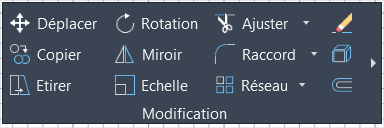 Déplacer Rotation Ajuster
Copier Miroir Raccord
Etirer Echelle Réseau
Modification